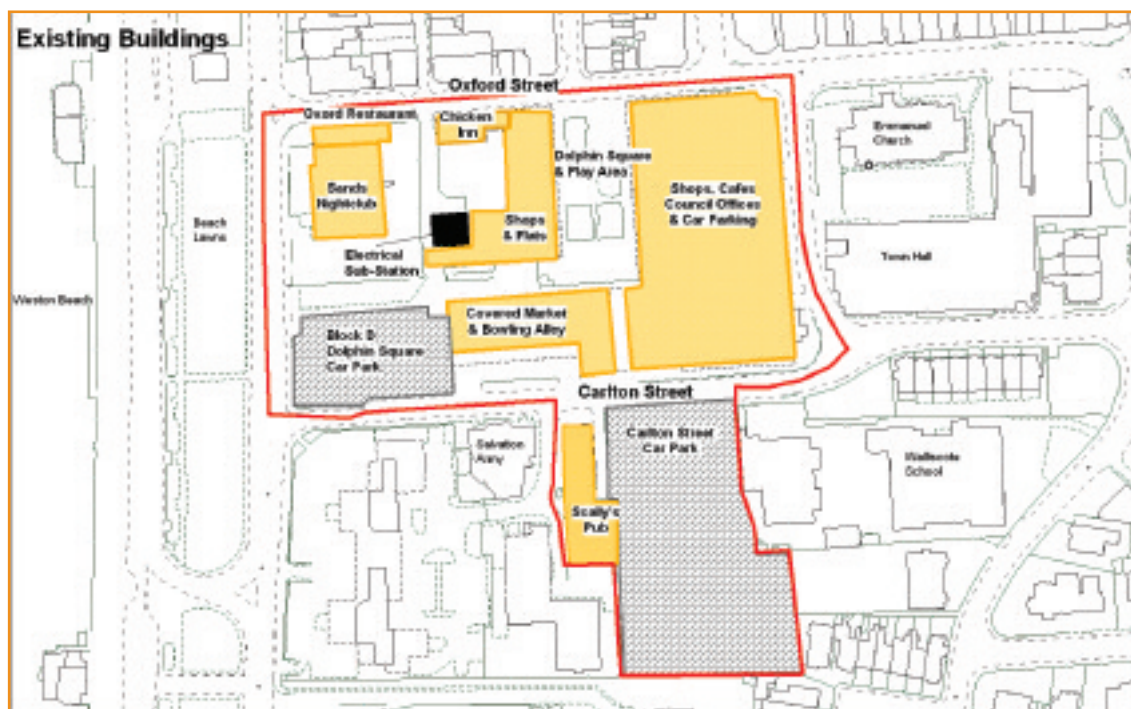 Existing Buildings
Oxford Street
Oxord Restaurant
Chicken
Inn
Emmanuel
Church
Dolphin Square
& Play Area
Sands
Nightclub
Shops, Cafes
Council Offices
& Car Parking
Beach
Lawns
Shops
& Flats
Electrical
Sub-Station
Town Hall
Weston Beach
Covered Market
& Bowling Alley
Block B
Dolphin Square
Car Park
Carlton Street
Salvation
Army
Carlton Street
Car Park
Walliscote
School
Scally's
Pub